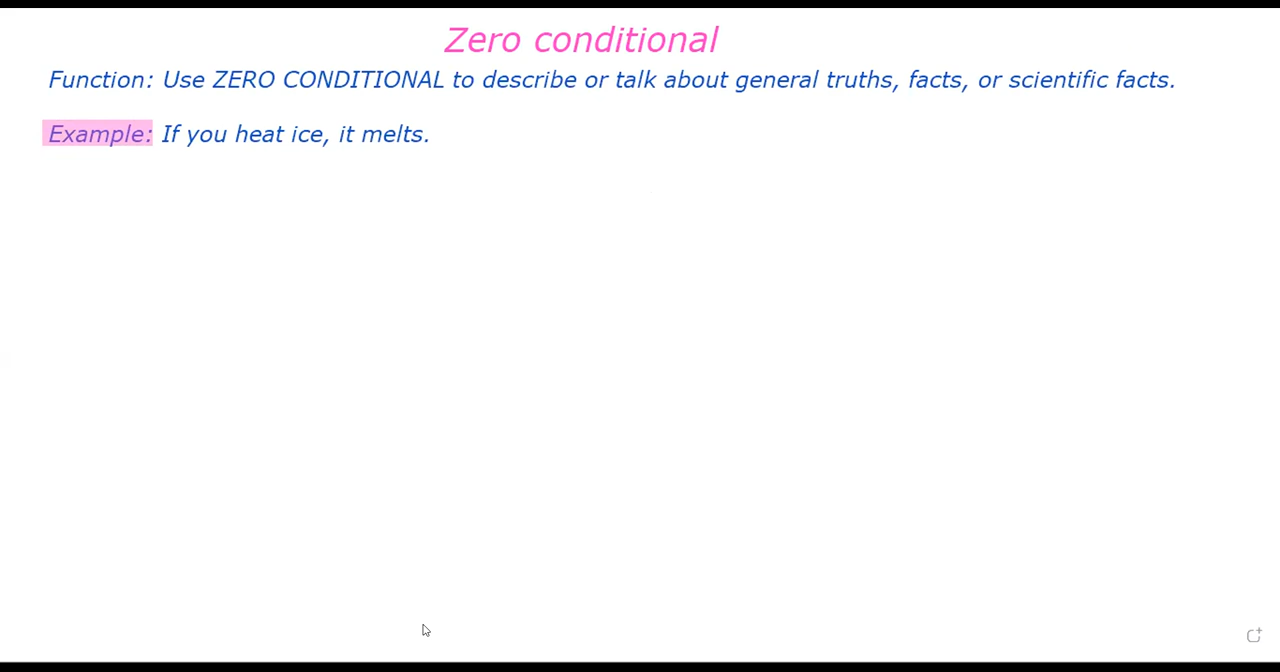 Zero conditional
Function: Use ZERO CONDITIONAL to describe or talk about general truths, facts, or scientific facts.
Example: If you heat ice, it melts.